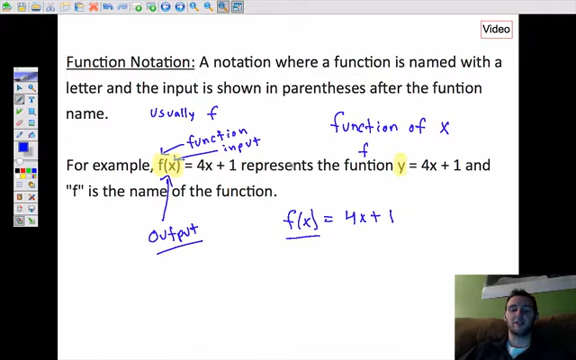 Video
Function Notation: A notation where a function is named with a
letter and the input is shown in parentheses after the funtion
name.
usually f
function
input
function of x
f
For example, f(x) = 4x + 1 represents the funtion y = 4x + 1 and
"f" is the name of the function.
output
f(x) = 4x + 1